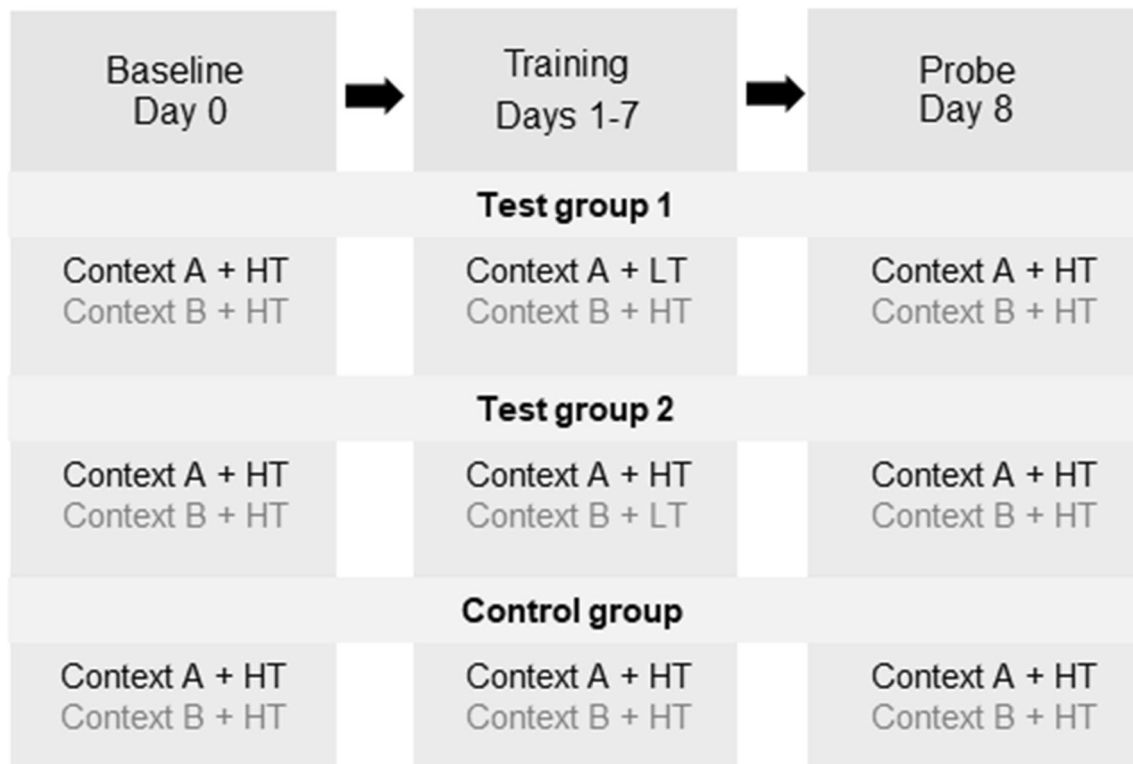 Baseline
Day 0
Training
Days 1-7
Probe
Day 8
Test group 1
Context A + HT
Context B + HT
Context A + LT
Context B + HT
Context A + HT
Context B + HT
Test group 2
Context A + HT
Context B + HT
Context A + HT
Context B + LT
Context A + HT
Context B + HT
Control group
Context A + HT
Context B + HT
Context A + HT
Context B + HT
Context A + HT
Context B + HT